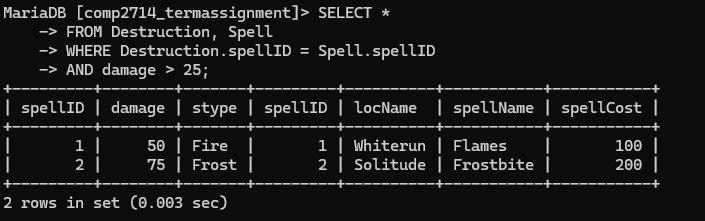 MariaDB [comp2714_termassignment]> SELECT *
    -> FROM Destruction, Spell
    -> WHERE Destruction.spellID = Spell.spellID
    -> AND damage > 25;
+---------+--------+-------+---------+----------+-----------+-----------+
| spellID | damage | stype | spellID | locName  | spellName | spellCost |
+---------+--------+-------+---------+----------+-----------+-----------+
|       1 |     50 | Fire  |       1 | Whiterun | Flames    |       100 |
|       2 |     75 | Frost |       2 | Solitude | Frostbite |       200 |
+---------+--------+-------+---------+----------+-----------+-----------+
2 rows in set (0.003 sec)